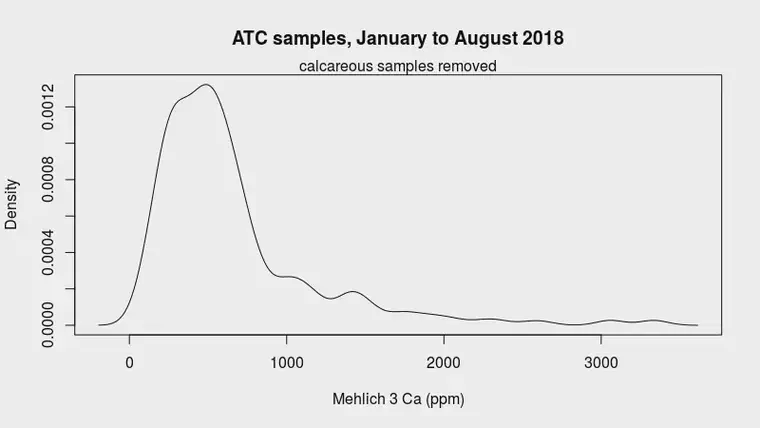 ATC samples, January to August 2018
calcareous samples removed
Density
0.0012
0.0008
0.0004
0.0000
0 1000 2000 3000
Mehlich 3 Ca (ppm)